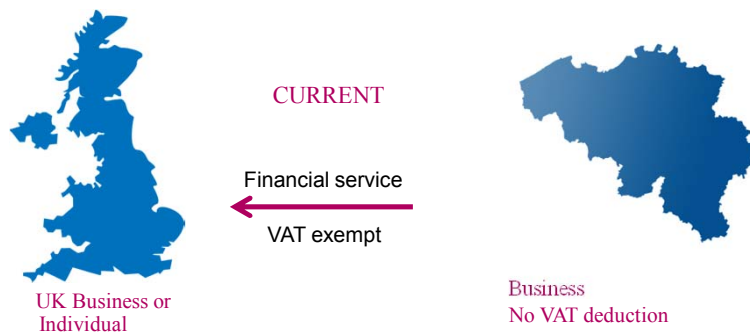 CURRENT
Financial service
VAT exempt
UK Business or
Individual
Business
No VAT deduction